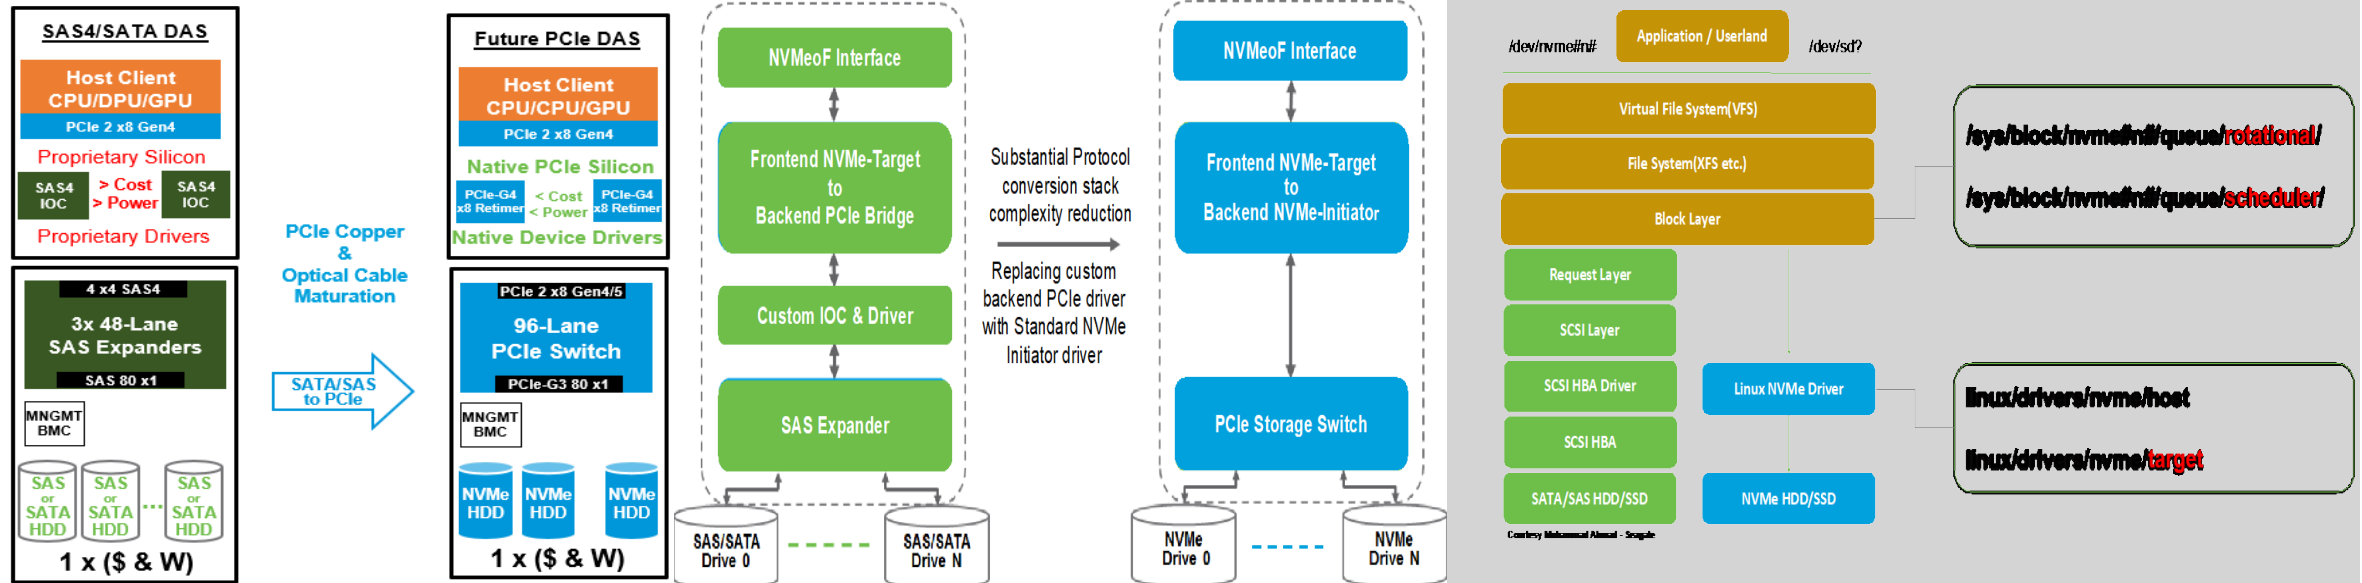 SAS4/SATA DAS
Host Client
CPU/DPU/GPU
PCIe 2 x8 Gen4
Proprietary Silicon
SAS4
IOC
> Cost
> Power
SAS4
IOC
Proprietary Drivers
4 x4 SAS4
3x 48-Lane
SAS Expanders
SAS 80 x1
MNGMT
BMC
SAS
or
SATA
HDD
SAS
or
SATA
HDD
...
SAS
or
SATA
HDD
1 x ($ & W)
PCIe Copper
&
Optical Cable
Maturation
SATA/SAS
to PCIe
Future PCIe DAS
Host Client
CPU/CPU/GPU
PCIe 2 x8 Gen4
Native PCIe Silicon
PCIe-G4
x8 Retimer
< Cost
< Power
PCIe-G4
x8 Retimer
Native Device Drivers
PCIe 2 x8 Gen4/5
96-Lane
PCIe Switch
PCIe-G3 80 x1
MNGMT
BMC
NVMe
HDD
NVMe
HDD
NVMe
HDD
1 x ($ & W)
NVMeoF Interface
Frontend NVMe-Target
to
Backend PCIe Bridge
Custom IOC & Driver
SAS Expander
SAS/SATA
Drive 0
SAS/SATA
Drive N
Substantial Protocol
conversion stack
complexity reduction
Replacing custom
backend PCIe driver
with Standard NVMe
Initiator driver
NVMeoF Interface
Frontend NVMe-Target
to
Backend NVMe-Initiator
PCIe Storage Switch
NVMe
Drive 0
NVMe
Drive N
/dev/nvme#n#
Application / Userland
/dev/sd?
Virtual File System(VFS)
File System(XFS etc.)
Block Layer
Request Layer
SCSI Layer
SCSI HBA Driver
SCSI HBA
SATA/SAS HDD/SSD
Linux NVMe Driver
NVMe HDD/SSD
Courtesy Muhammad Ahmad - Seagate
/sys/block/nvme#n#/queue/rotational/
/sys/block/nvme#n#/queue/scheduler/
linux/drivers/nvme/host
linux/drivers/nvme/target